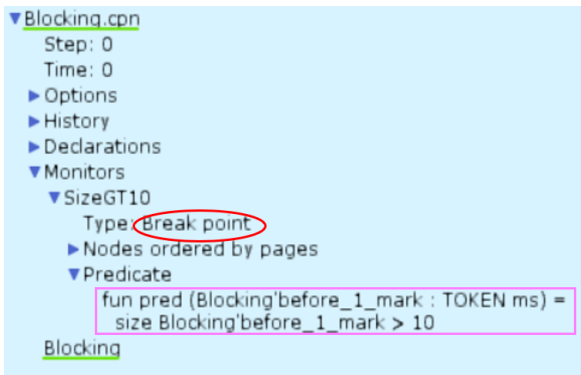 Blocking.cpn
Step: 0
Time: 0
Options
History
Declarations
Monitors
SizeGT10
Type: Break point
Nodes ordered by pages
Predicate
fun pred (Blocking'before_1_mark : TOKEN ms) =
size Blocking'before_1_mark > 10
Blocking